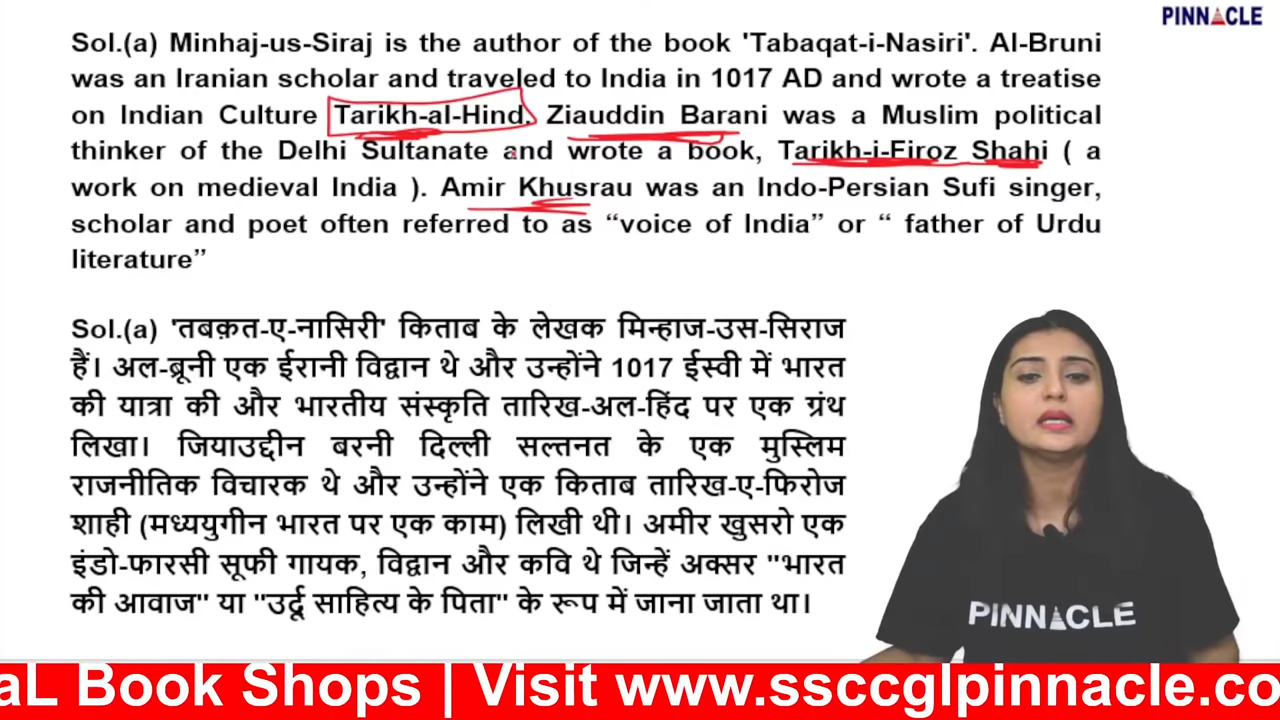 PINNACLE
Sol.(a) Minhaj-us-Siraj is the author of the book 'Tabaqat-i-Nasiri'. Al-Bruni
was an Iranian scholar and traveled to India in 1017 AD and wrote a treatise
on Indian Culture Tarikh-al-Hind. Ziauddin Barani was a Muslim political
thinker of the Delhi Sultanate and wrote a book, Tarikh-i-Firoz Shahi ( a
work on medieval India ). Amir Khusrau was an Indo-Persian Sufi singer,
scholar and poet often referred to as “voice of India” or “ father of Urdu
literature”
Sol.(a) 'तबक़त-ए-नासिरी' किताब के लेखक मिन्हाज-उस-सिराज
हैं। अल-ब्रूनी एक ईरानी विद्वान थे और उन्होंने 1017 ईस्वी में भारत
की यात्रा की और भारतीय संस्कृति तारिख-अल-हिंद पर एक ग्रंथ
लिखा। जियाउद्दीन बरनी दिल्ली सल्तनत के एक मुस्लिम
राजनीतिक विचारक थे और उन्होंने एक किताब तारिख-ए-फिरोज
शाही (मध्ययुगीन भारत पर एक काम) लिखी थी। अमीर खुसरो एक
इंडो-फारसी सूफी गायक, विद्वान और कवि थे जिन्हें अक्सर "भारत
की आवाज" या "उर्दू साहित्य के पिता" के रूप में जाना जाता था।
PINNACLE
aL Book Shops | Visit www.ssccglpinnacle.co